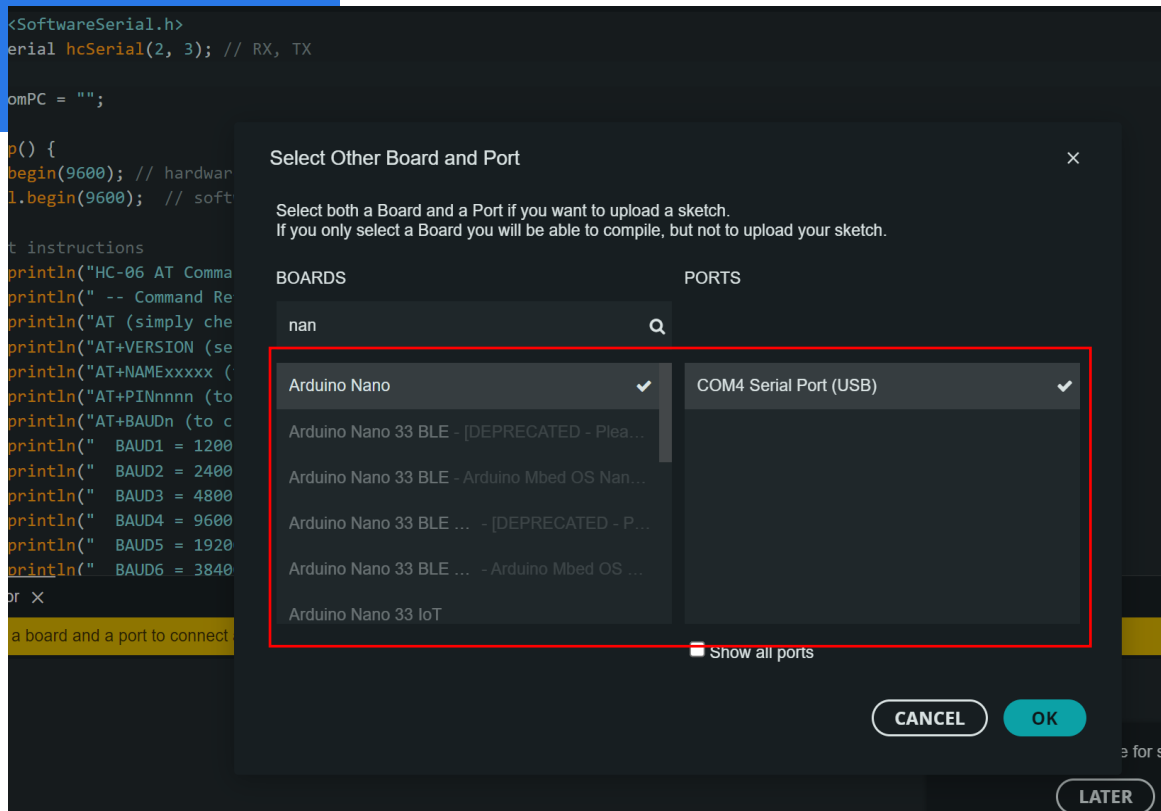 <SoftwareSerial.h>
erial hcSerial(2, 3); // RX, TX
omPC = "";
p() {
begin(9600); // hardwar
l.begin(9600);  // soft
t instructions
println("HC-06 AT Comma
println(" -- Command Re
println("AT (simply che
println("AT+VERSION (se
println("AT+NAMExxxxx (
println("AT+PINnnnn (to
println("AT+BAUDn (to c
println("  BAUD1 = 1200
println("  BAUD2 = 2400
println("  BAUD3 = 4800
println("  BAUD4 = 9600
println("  BAUD5 = 1920
println("  BAUD6 = 3840
or
a board and a port to connect
Select Other Board and Port
Select both a Board and a Port if you want to upload a sketch.
If you only select a Board you will be able to compile, but not to upload your sketch.
BOARDS
PORTS
nan
Arduino Nano
COM4 Serial Port (USB)
Arduino Nano 33 BLE - [DEPRECATED - Plea...
Arduino Nano 33 BLE - Arduino Mbed OS Nan...
Arduino Nano 33 BLE ... - [DEPRECATED - P...
Arduino Nano 33 BLE ... - Arduino Mbed OS ...
Arduino Nano 33 IoT
Show all ports
CANCEL
OK
e for s
LATER